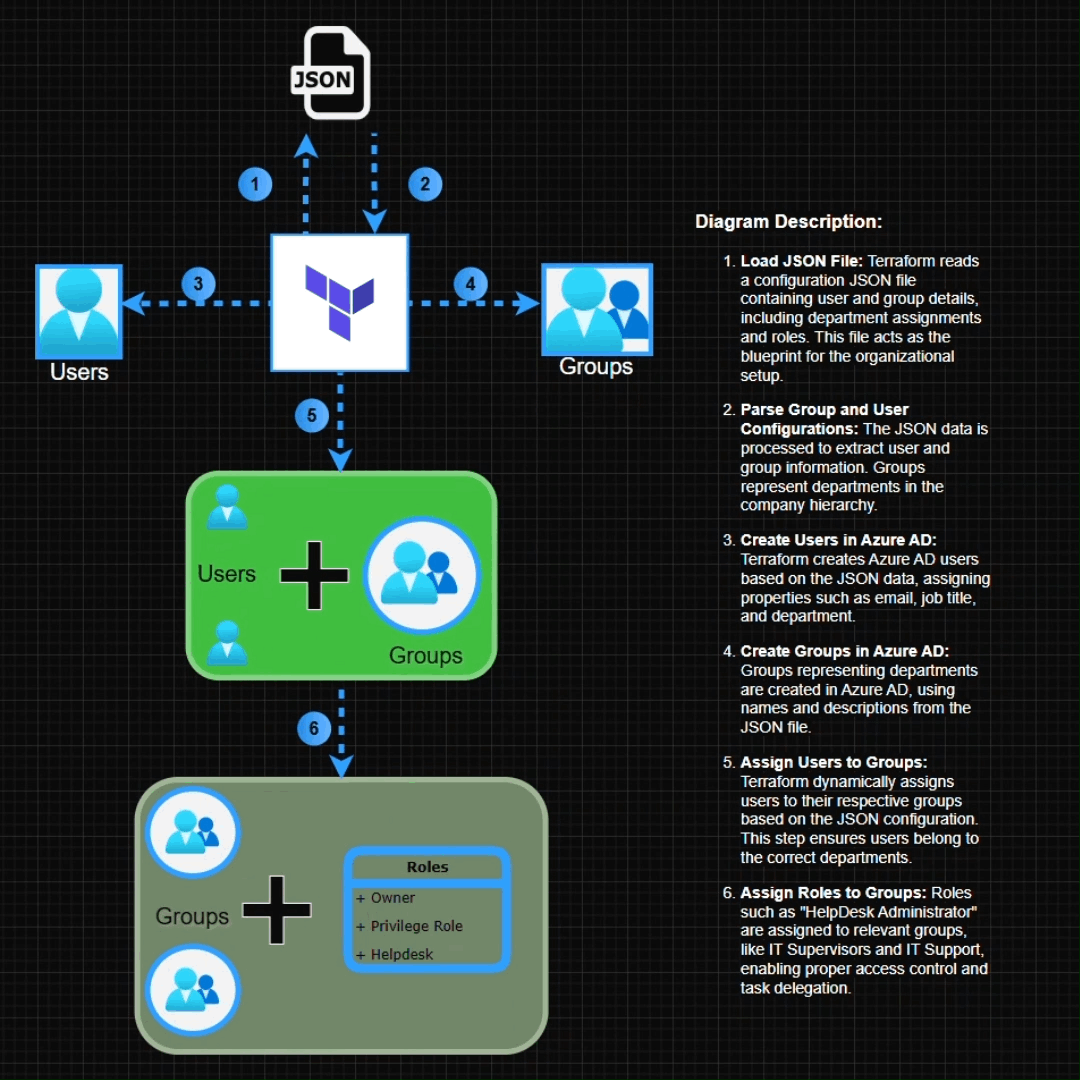 JSON
1
2
3
4
Users
Groups
5
Users
Groups
6
Groups
Roles
+ Owner
+ Privilege Role
+ Helpdesk
Diagram Description:
1. Load JSON File: Terraform reads
a configuration JSON file
containing user and group details,
including department assignments
and roles. This file acts as the
blueprint for the organizational
setup.
2. Parse Group and User
Configurations: The JSON data is
processed to extract user and
group information. Groups
represent departments in the
company hierarchy.
3. Create Users in Azure AD:
Terraform creates Azure AD users
based on the JSON data, assigning
properties such as email, job title,
and department.
4. Create Groups in Azure AD:
Groups representing departments
are created in Azure AD, using
names and descriptions from the
JSON file.
5. Assign Users to Groups:
Terraform dynamically assigns
users to their respective groups
based on the JSON configuration.
This step ensures users belong to
the correct departments.
6. Assign Roles to Groups: Roles
such as "HelpDesk Administrator"
are assigned to relevant groups,
like IT Supervisors and IT Support,
enabling proper access control and
task delegation.